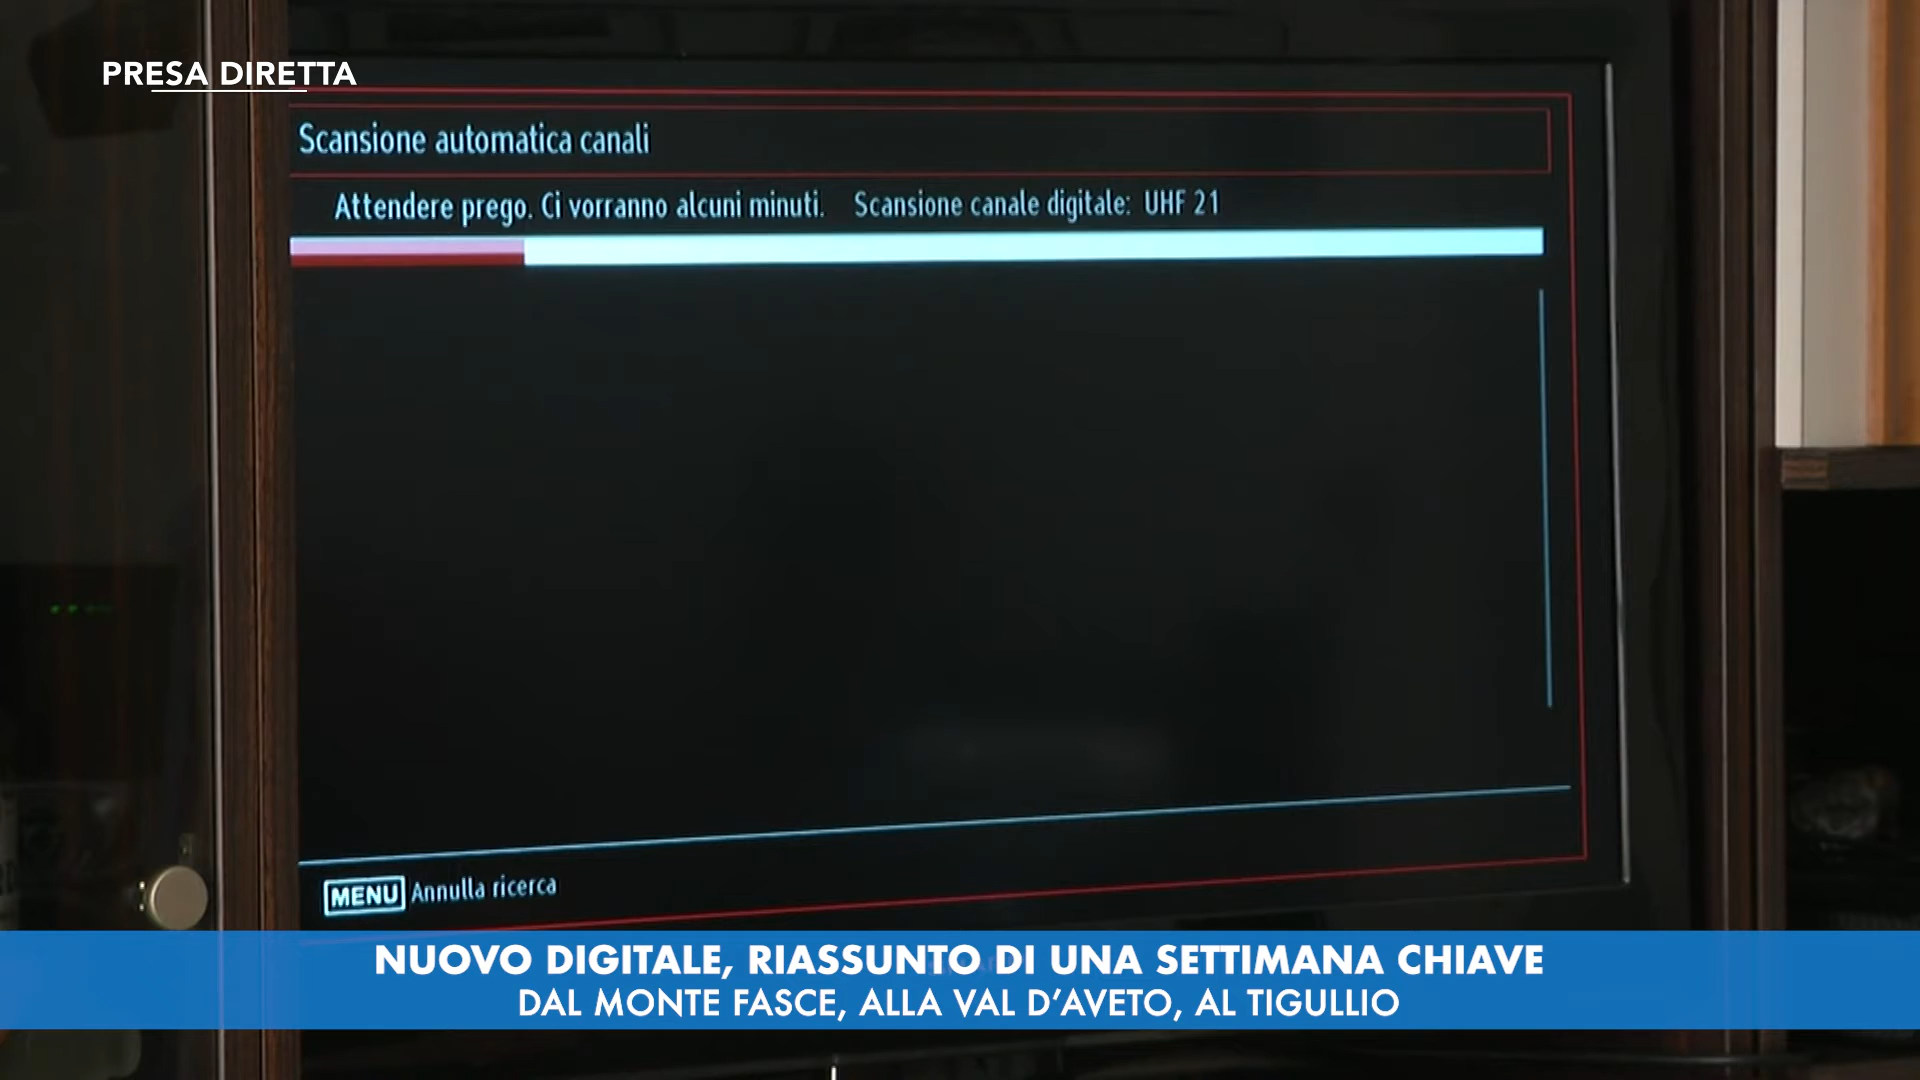 PRESA DIRETTA
Scansione automatica canali
Attendere prego. Ci vorranno alcuni minuti. Scansione canale digitale: UHF 21
MENU Annulla ricerca
NUOVO DIGITALE, RIASSUNTO DI UNA SETTIMANA CHIAVE
DAL MONTE FASCE, ALLA VAL D’AVETO, AL TIGULLIO